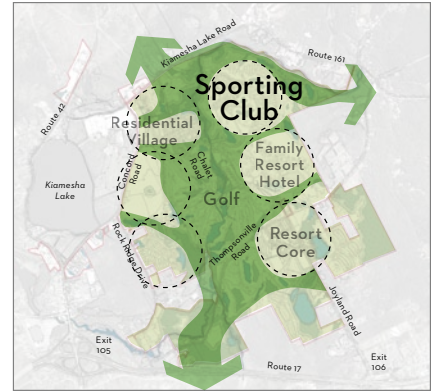 Kiamesha Lake Road
Route 161
Sporting
Club
Route 42
Residential
Village
Family
Resort
Hotel
Concord
Road
Chalet
Road
Kiamesha
Lake
Golf
Rock Ridge Drive
Thompsonville
Road
Resort
Core
Joyland Road
Exit
105
Route 17
Exit
106